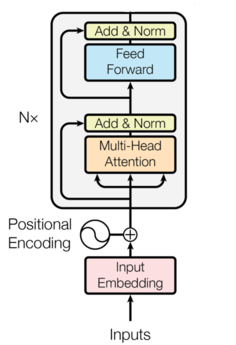 Add & Norm
Feed
Forward
Nx
Add & Norm
Multi-Head
Attention
Positional
Encoding
Input
Embedding
Inputs